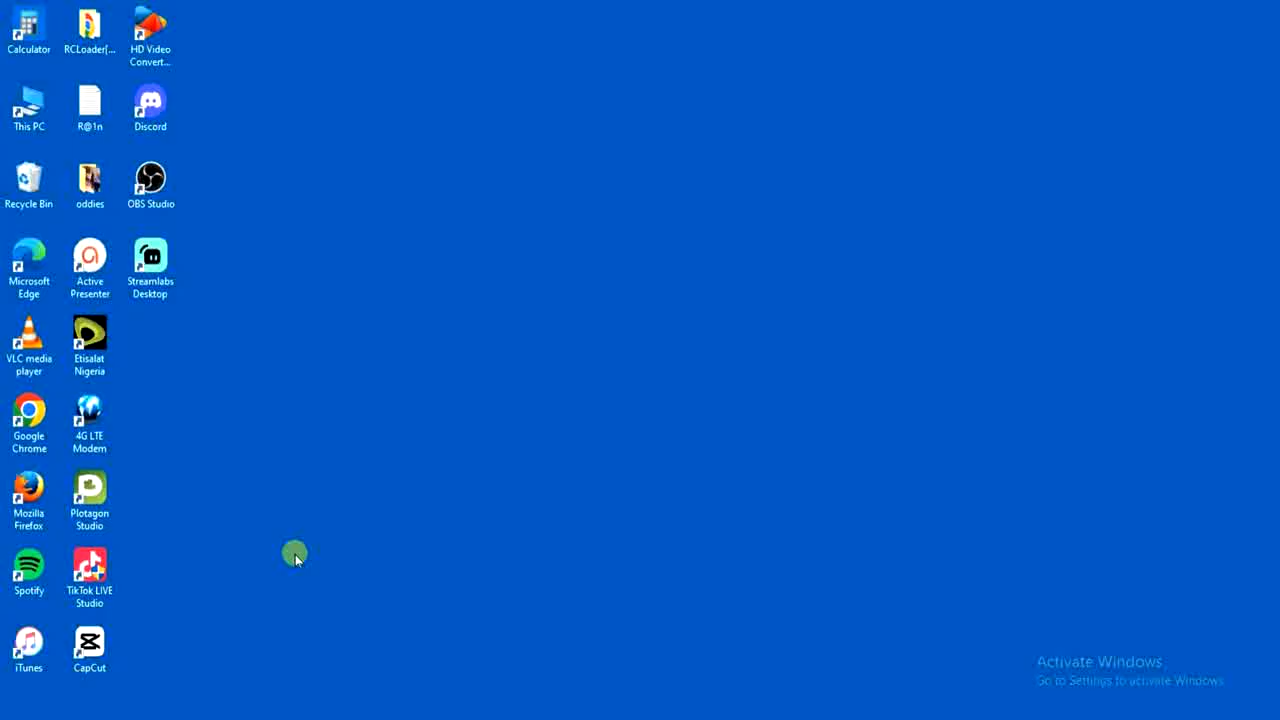 Calculator
RCLoader[...
HD Video
Convert...
This PC
R@1n
Discord
Recycle Bin
oddies
OBS Studio
Microsoft
Edge
Active
Presenter
Streamlabs
Desktop
VLC media
player
Etisalat
Nigeria
Google
Chrome
4G LTE
Modem
Mozilla
Firefox
Plotagon
Studio
Spotify
TikTok LIVE
Studio
iTunes
CapCut
Activate Windows
Go to Settings to activate Windows.